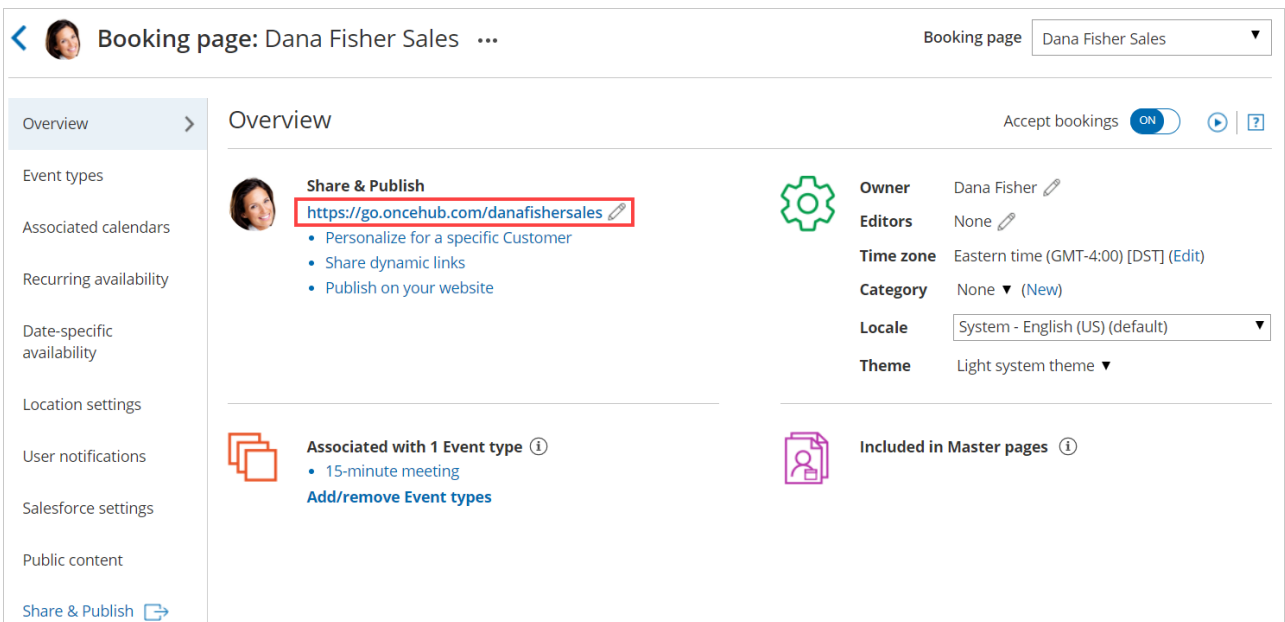 Booking page: Dana Fisher Sales ...
Booking page Dana Fisher Sales
Overview
Event types
Associated calendars
Recurring availability
Date-specific
availability
Location settings
User notifications
Salesforce settings
Public content
Share & Publish
Overview
Accept bookings ON
?
Share & Publish
https://go.oncehub.com/danafishersales
• Personalize for a specific Customer
• Share dynamic links
• Publish on your website
Owner Dana Fisher
Editors None
Time zone Eastern time (GMT-4:00) [DST] (Edit)
Category None ▼ (New)
Locale System - English (US) (default)
Theme Light system theme ▼
Associated with 1 Event type i
• 15-minute meeting
Add/remove Event types
Included in Master pages i